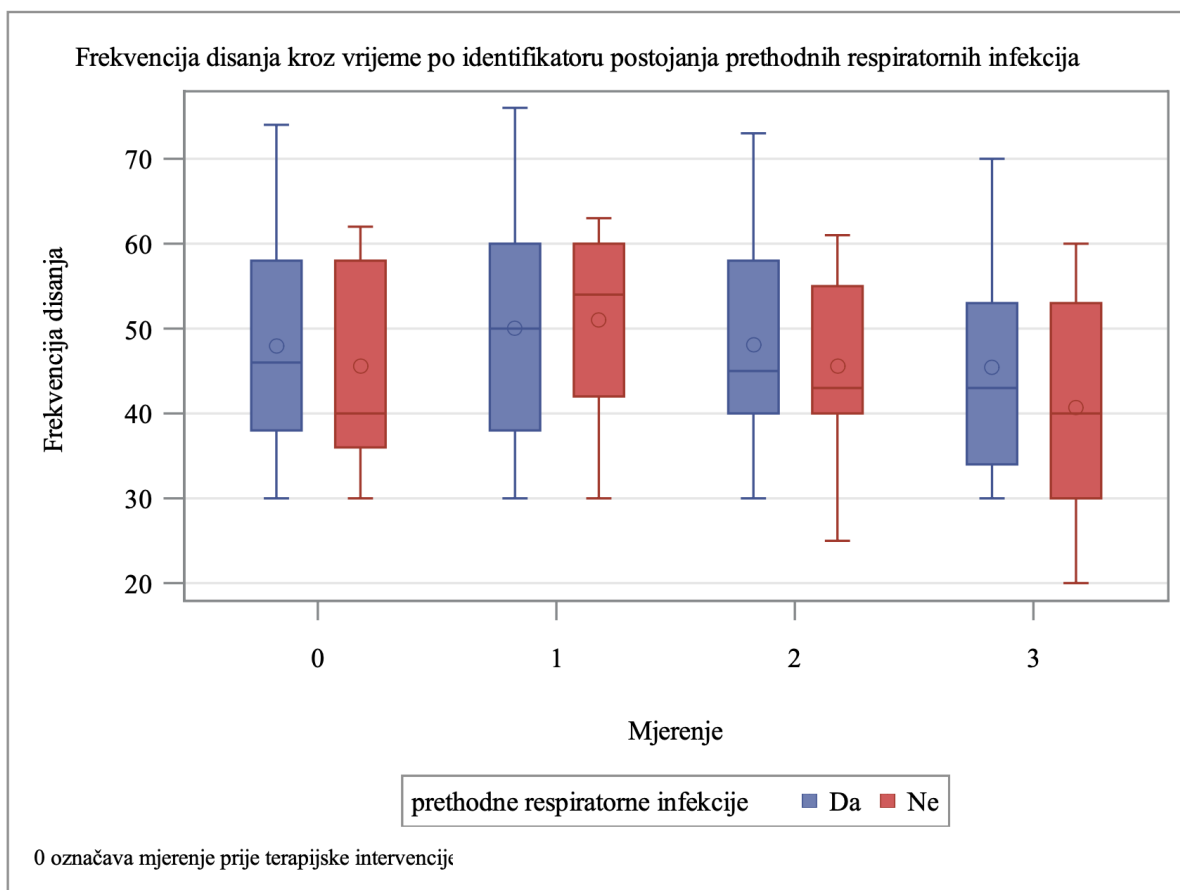 Frekvencija disanja kroz vrijeme po identifikatoru postojanja prethodnih respiratornih infekcija
Frekvencija disanja
70
60
50
40
30
20
0 1 2 3
Mjerenje
prethodne respiratorne infekcije Da Ne
0 označava mjerenje prije terapijske intervencije